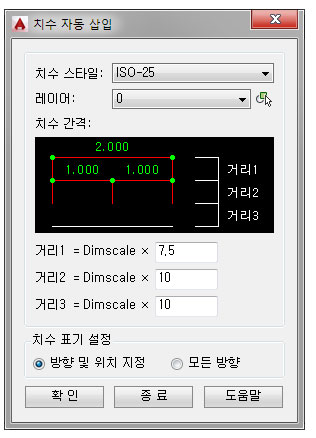 치수 자동 삽입
치수 스타일: ISO-25
레이어: 0
치수 간격:
2.000
1.000 1.000
거리1
거리2
거리3
거리1 = Dimscale × 7.5
거리2 = Dimscale × 10
거리3 = Dimscale × 10
치수 표기 설정
방향 및 위치 지정 모든 방향
확 인 종 료 도움말